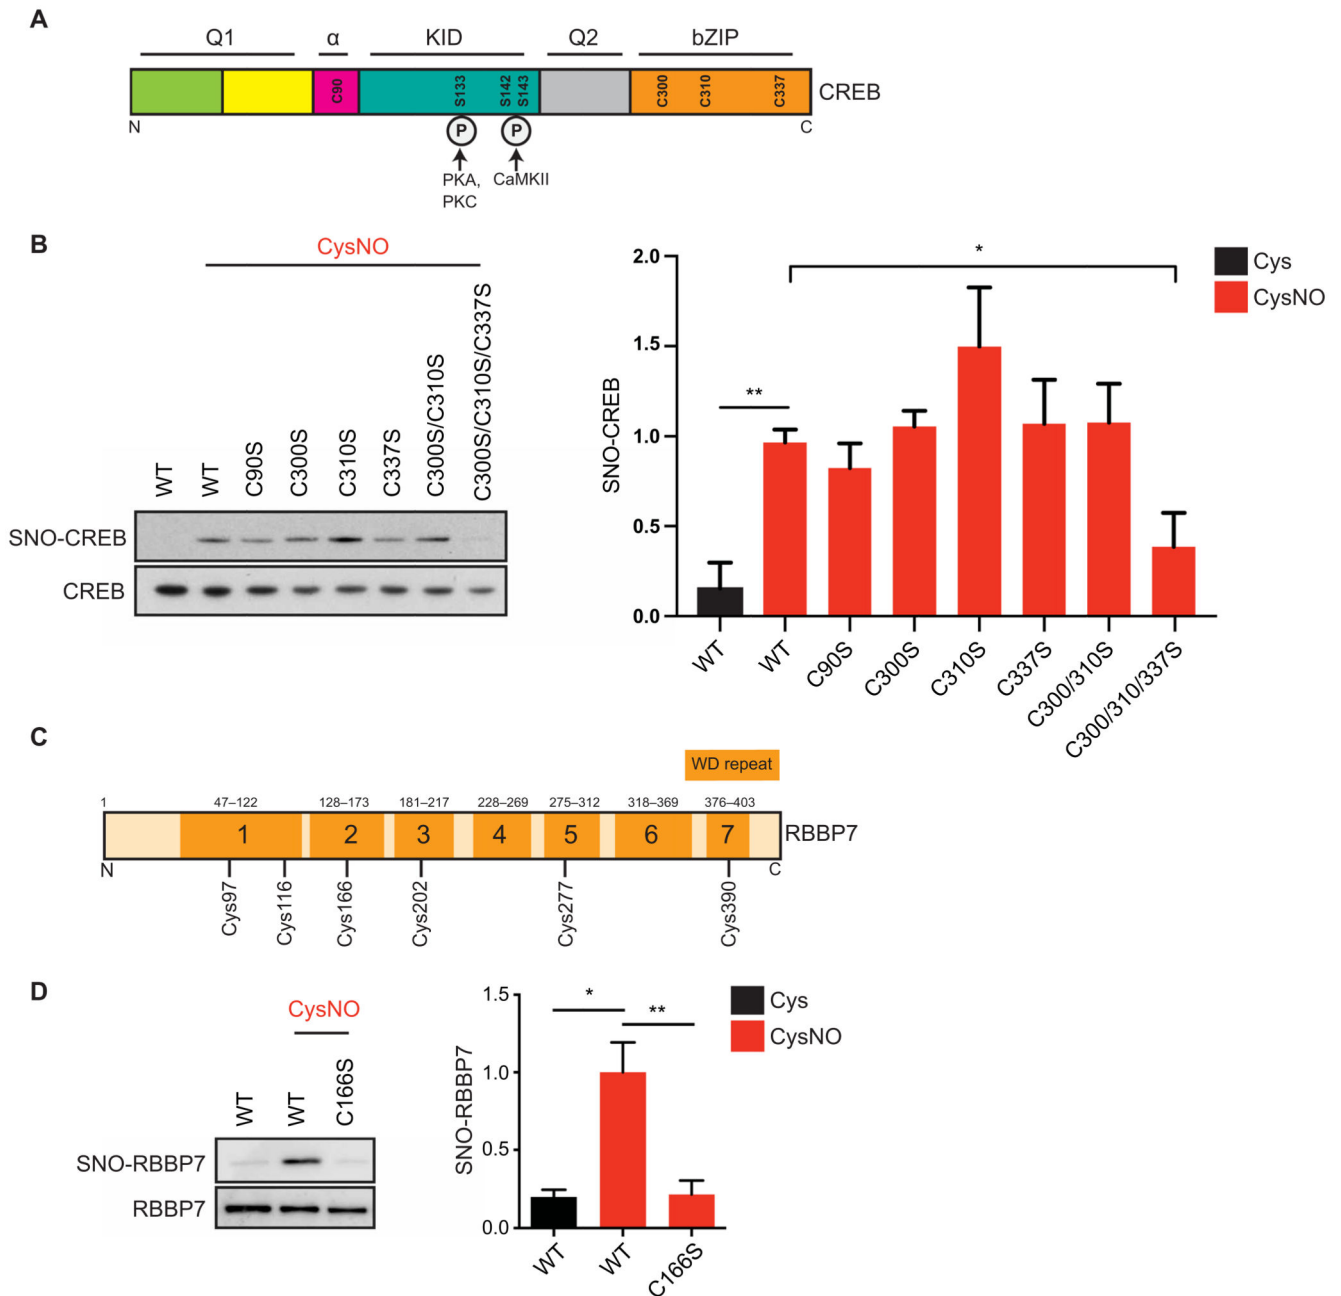 A
Q1 α KID Q2 bZIP
C90 S133 S142 S143 C300 C310 C337 CREB
N C
P P
PKA, CaMKII
PKC
B
CysNO
WT WT C90S C300S C310S C337S C300S/C310S C300S/C310S/C337S
SNO-CREB
CREB
SNO-CREB
2.0
1.5
1.0
0.5
0.0
**
*
Cys
CysNO
WT WT C90S C300S C310S C337S C300/310S C300/310/337S
C
WD repeat
1 47–122 128–173 181–217 228–269 275–312 318–369 376–403
1 2 3 4 5 6 7 RBBP7
N C
Cys97 Cys116 Cys166 Cys202 Cys277 Cys390
D
CysNO
WT WT C166S
SNO-RBBP7
RBBP7
SNO-RBBP7
1.5
1.0
0.5
0.0
* **
Cys
CysNO
WT WT C166S